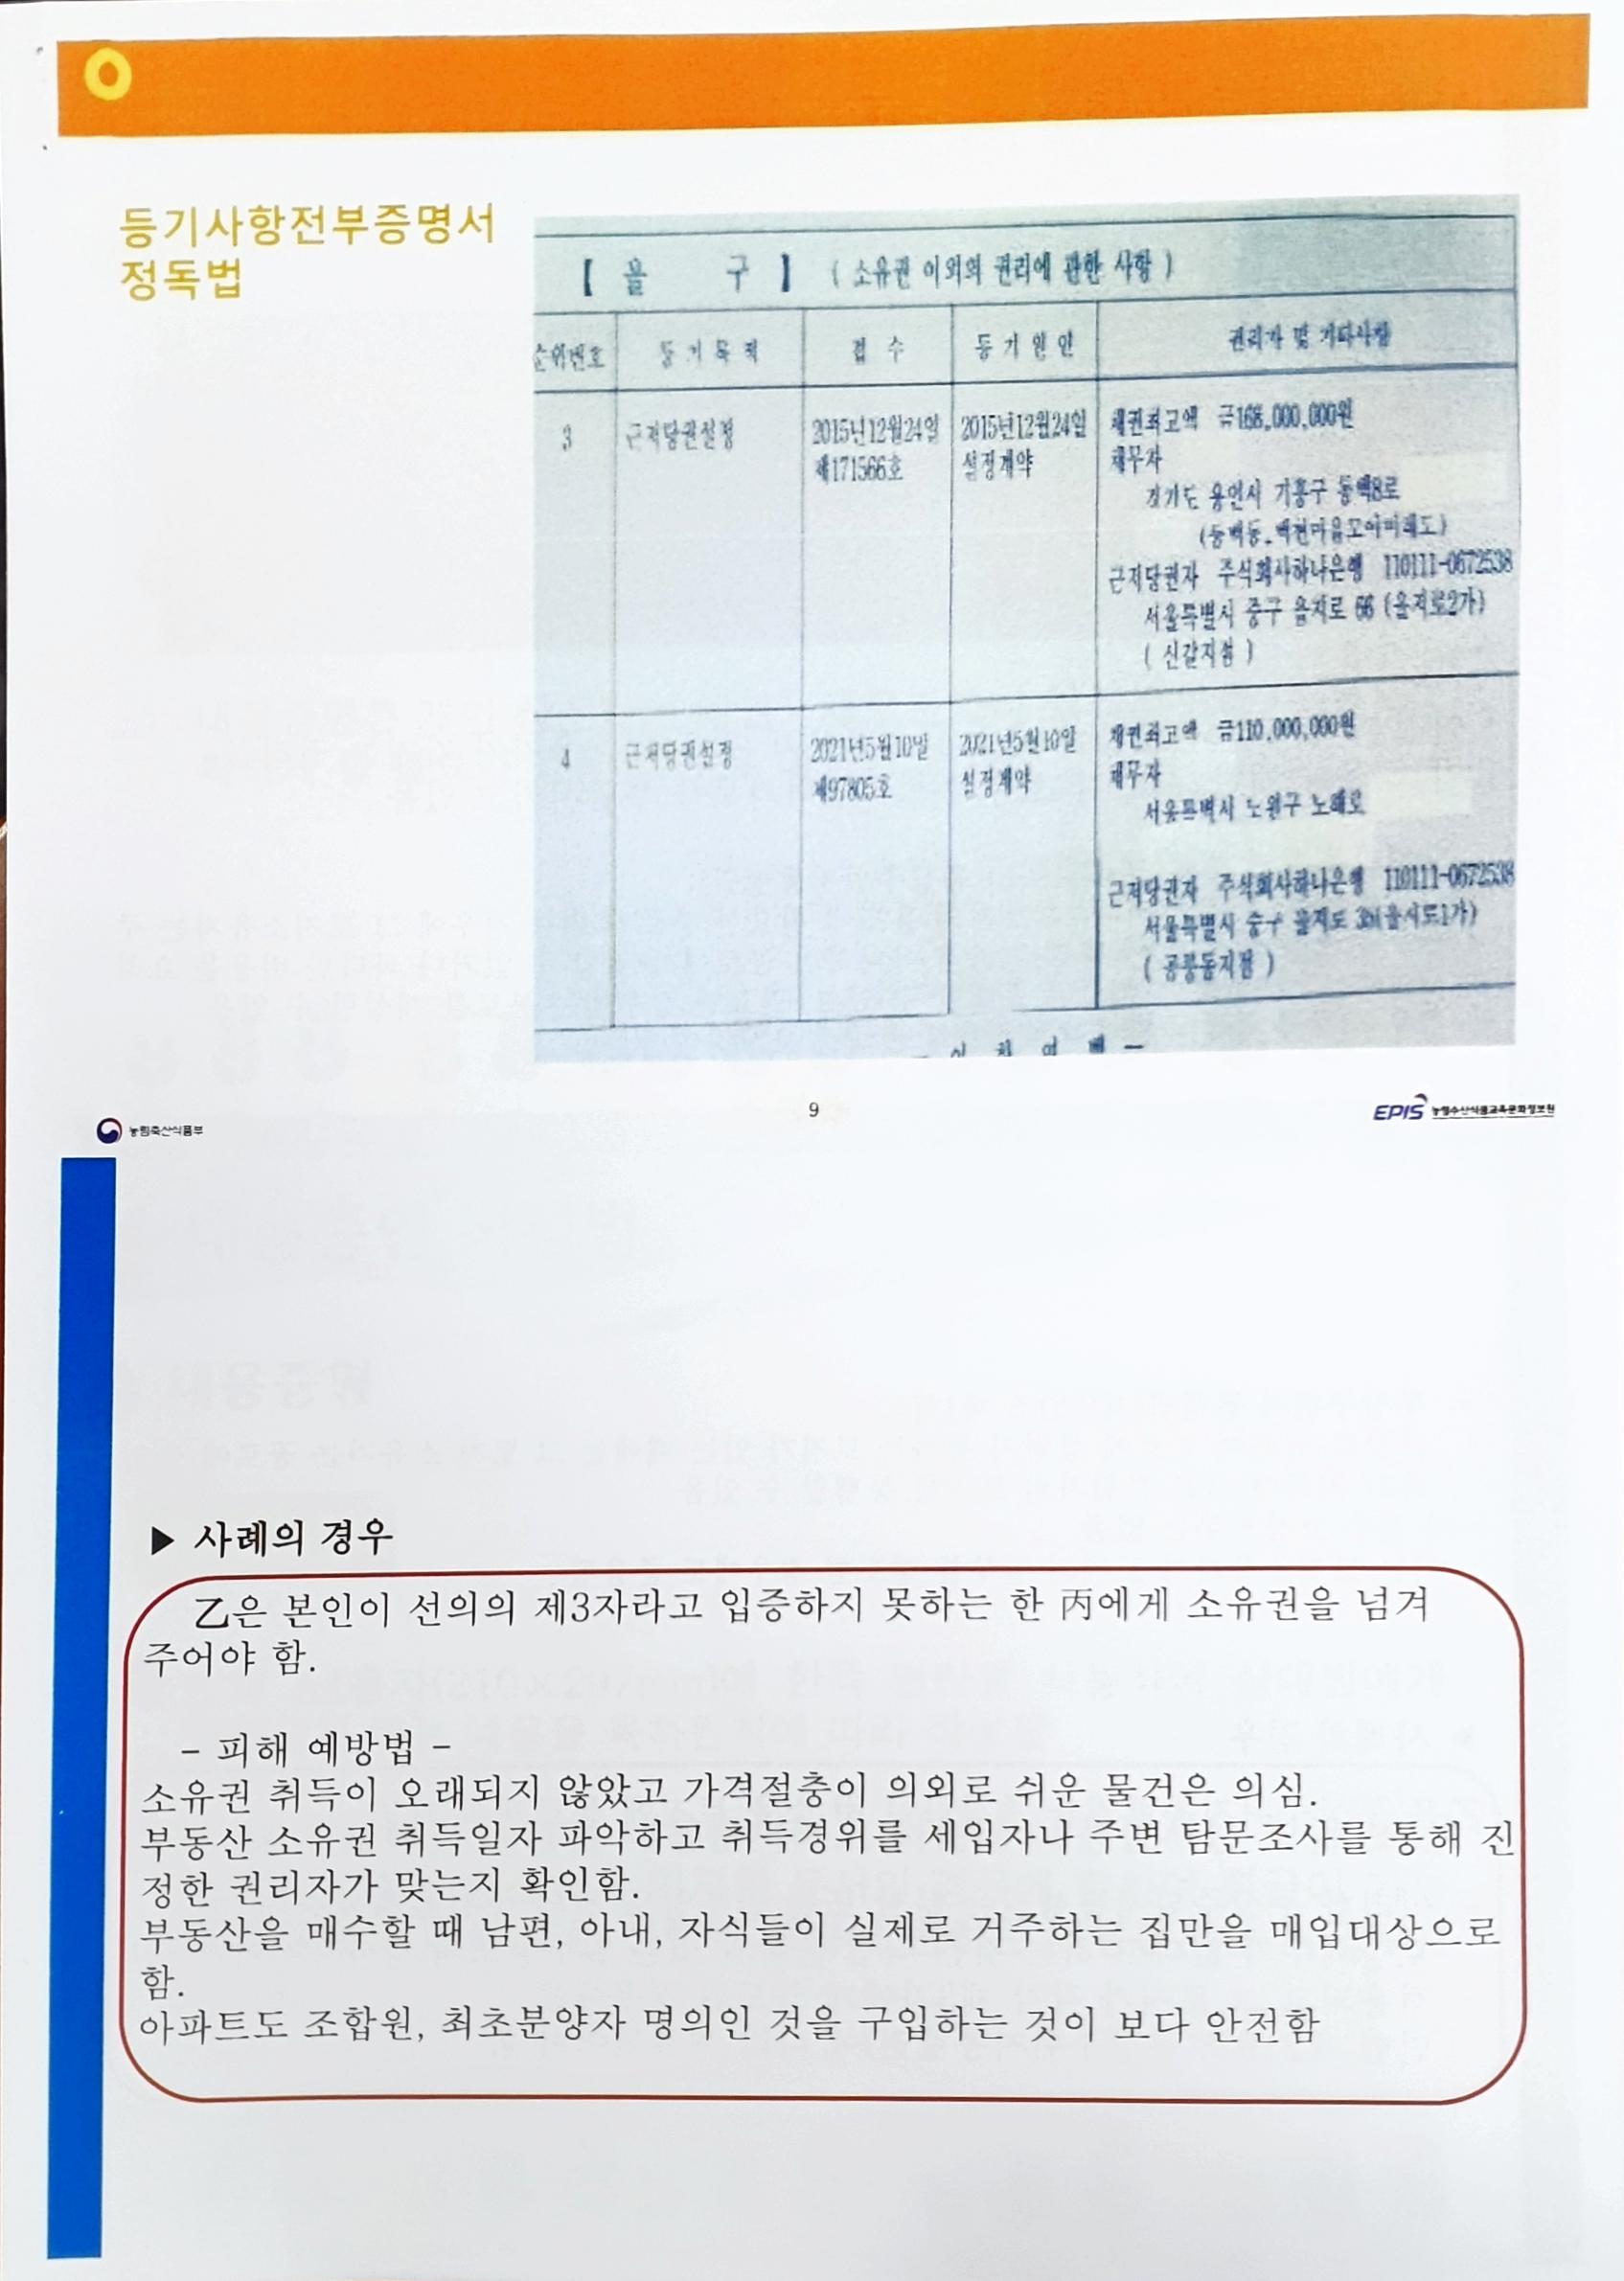 등기사항전부증명서
정독법
【 을 구 】 ( 소유권 이외의 권리에 관한 사항 )
순위번호 등 기 목 적 접 수 등 기 원 인 권리자 및 기타사항
3 근저당권설정 2015년12월24일 2015년12월24일 채권최고액 금168,000,000원
제171566호 설정계약 채무자
경기도 용인시 기흥구 동백8로
(동백동,백현마을모아미래도)
근저당권자 주식회사하나은행 110111-0672538
서울특별시 중구 을지로 66 (을지로2가)
( 신갈지점 )
4 근저당권설정 2021년5월10일 2021년5월10일 채권최고액 금110,000,000원
제97805호 설정계약 채무자
서울특별시 노원구 노해로
근저당권자 주식회사하나은행 110111-0672538
서울특별시 중구 을지로 35(을지로1가)
( 공릉동지점 )
- 이 하 여 백 -
농림축산식품부
9
EPIS 농림수산식품교육문화정보원
▶ 사례의 경우
乙은 본인이 선의의 제3자라고 입증하지 못하는 한 丙에게 소유권을 넘겨
주어야 함.
- 피해 예방법 -
소유권 취득이 오래되지 않았고 가격절충이 의외로 쉬운 물건은 의심.
부동산 소유권 취득일자 파악하고 취득경위를 세입자나 주변 탐문조사를 통해 진
정한 권리자가 맞는지 확인함.
부동산을 매수할 때 남편, 아내, 자식들이 실제로 거주하는 집만을 매입대상으로
함.
아파트도 조합원, 최초분양자 명의인 것을 구입하는 것이 보다 안전함